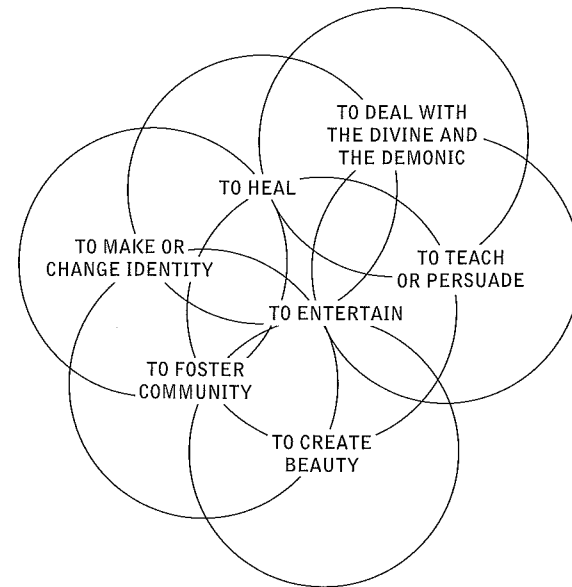 TO DEAL WITH
THE DIVINE AND
THE DEMONIC
TO HEAL
TO MAKE OR
CHANGE IDENTITY
TO TEACH
OR PERSUADE
TO ENTERTAIN
TO FOSTER
COMMUNITY
TO CREATE
BEAUTY